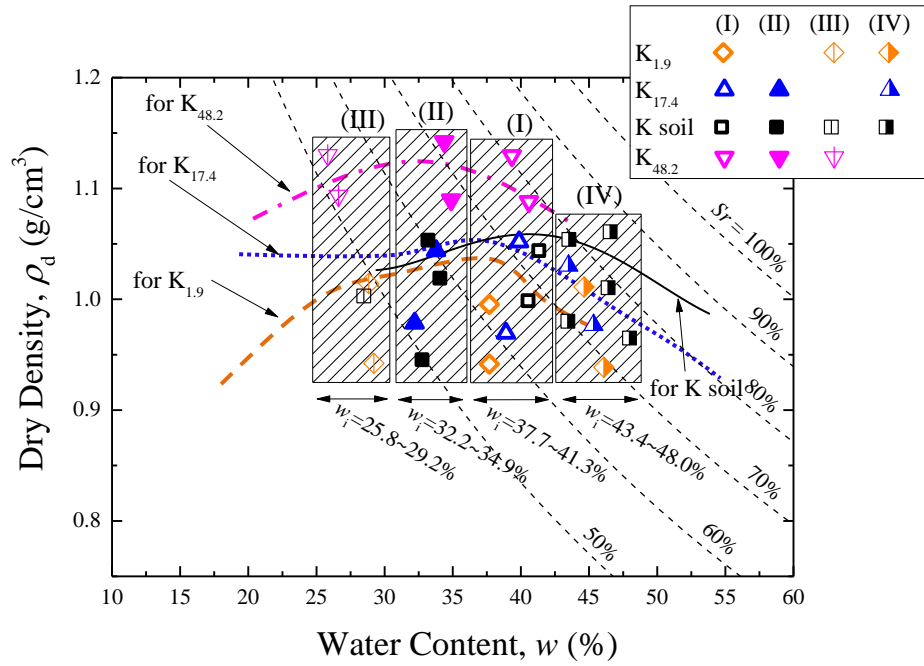 (I) (II) (III) (IV)
K1.9
K17.4
K soil
K48.2
for K48.2
for K17.4
for K1.9
(III)
(II)
(I)
(IV)
Sr = 100%
90%
80%
70%
60%
50%
for K soil
wi=25.8~29.2%
wi=32.2~34.9%
wi=37.7~41.3%
wi=43.4~48.0%
1.2
1.1
1.0
0.9
0.8
10 15 20 25 30 35 40 45 50 55 60
Dry Density, ρd (g/cm3)
Water Content, w (%)